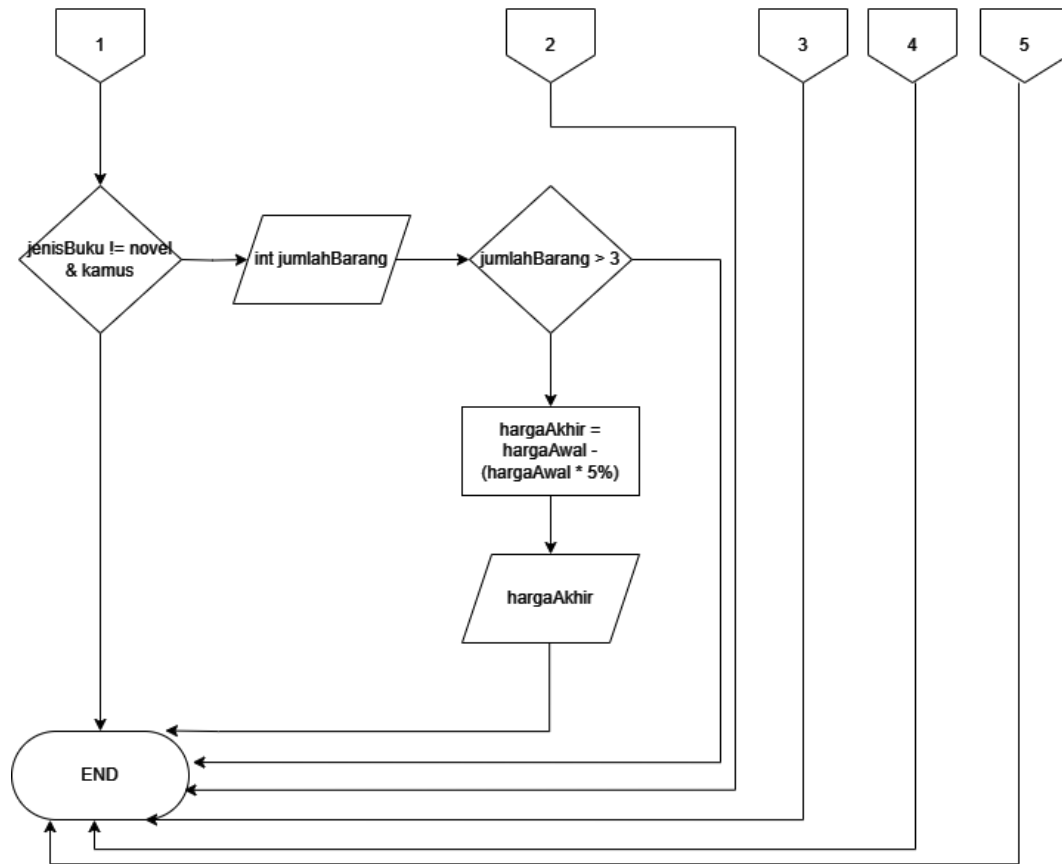 1
2
3
4
5
jenisBuku != novel
& kamus
int jumlahBarang
jumlahBarang > 3
hargaAkhir =
hargaAwal -
(hargaAwal * 5%)
hargaAkhir
END